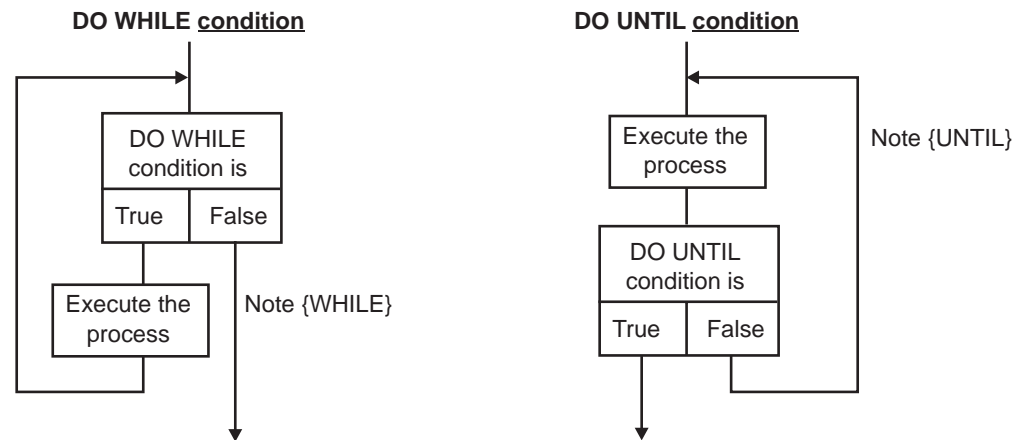 DO WHILE condition
DO WHILE
condition is
True
False
Execute the
process
Note {WHILE}
DO UNTIL condition
Execute the
process
Note {UNTIL}
DO UNTIL
condition is
True
False